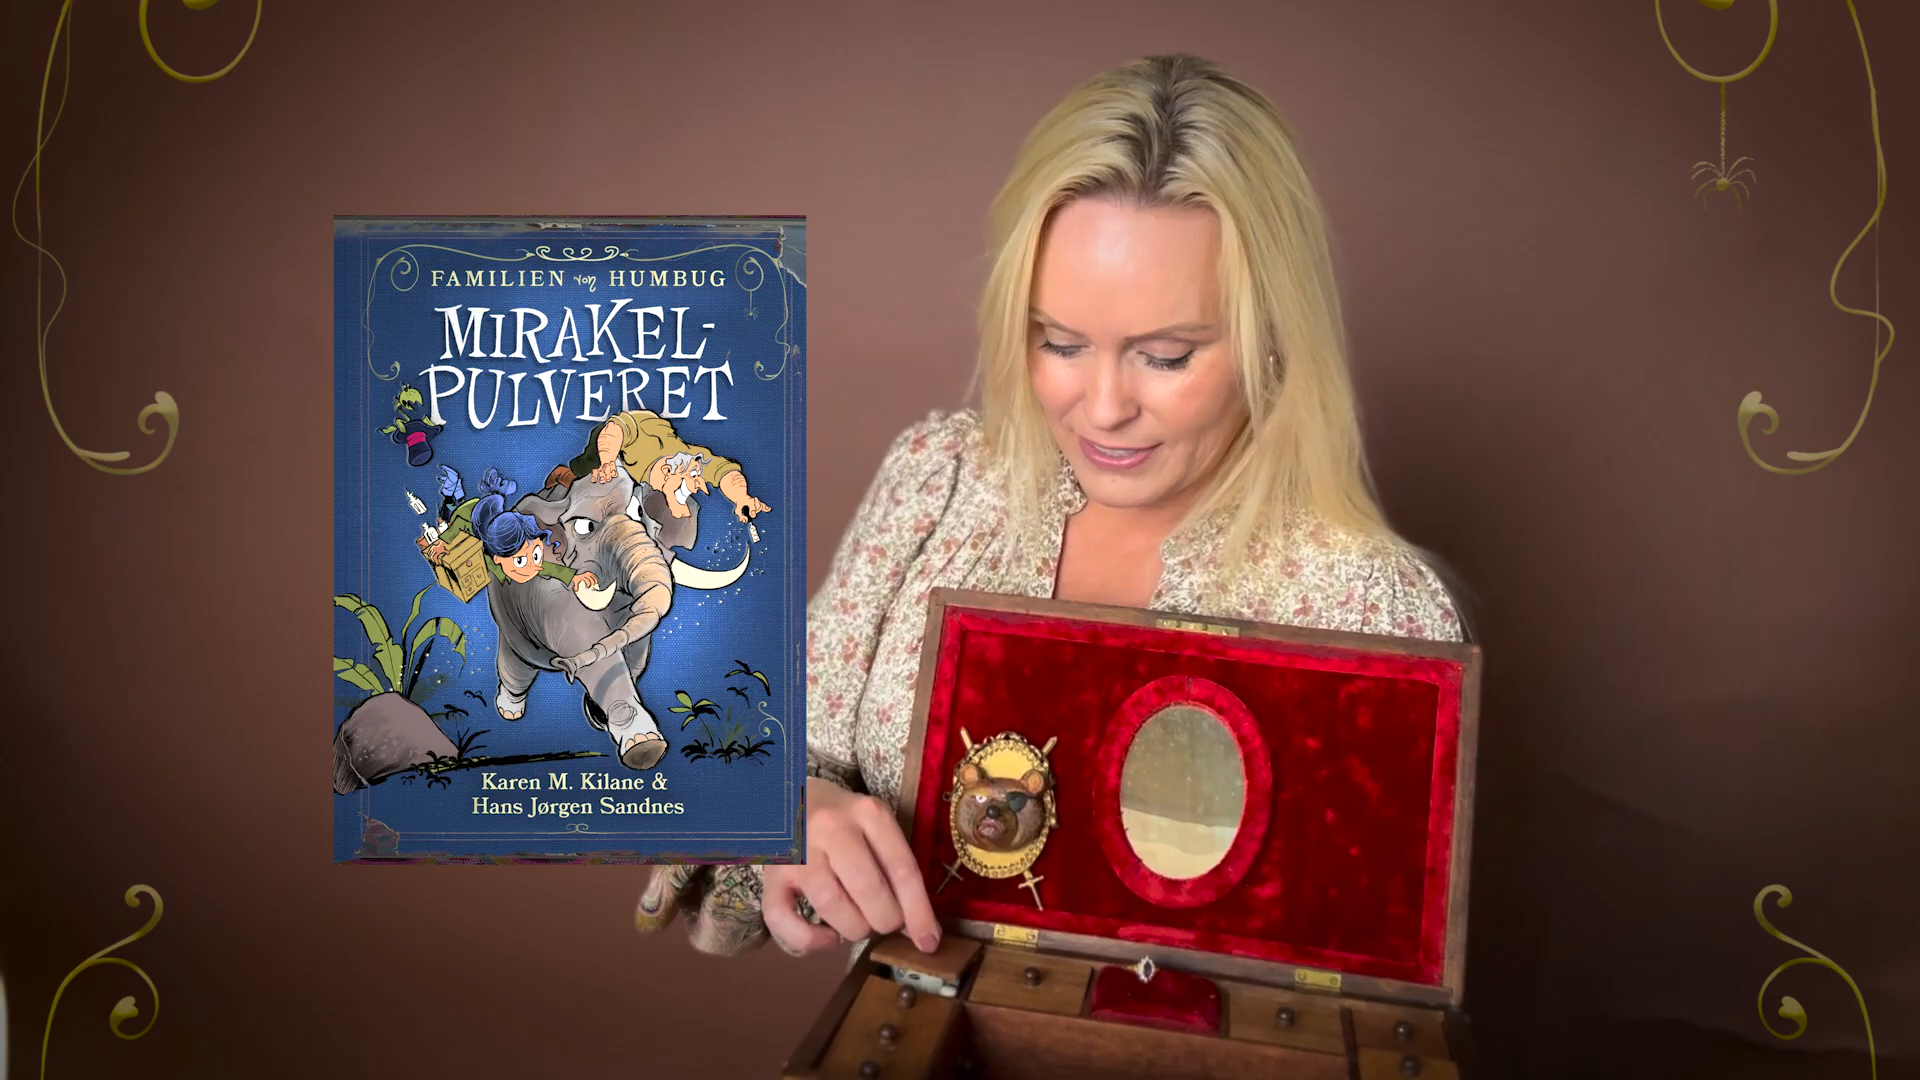 FAMILIEN von HUMBUG
MIRAKEL-
PULVERET
Karen M. Kilane &
Hans Jørgen Sandnes